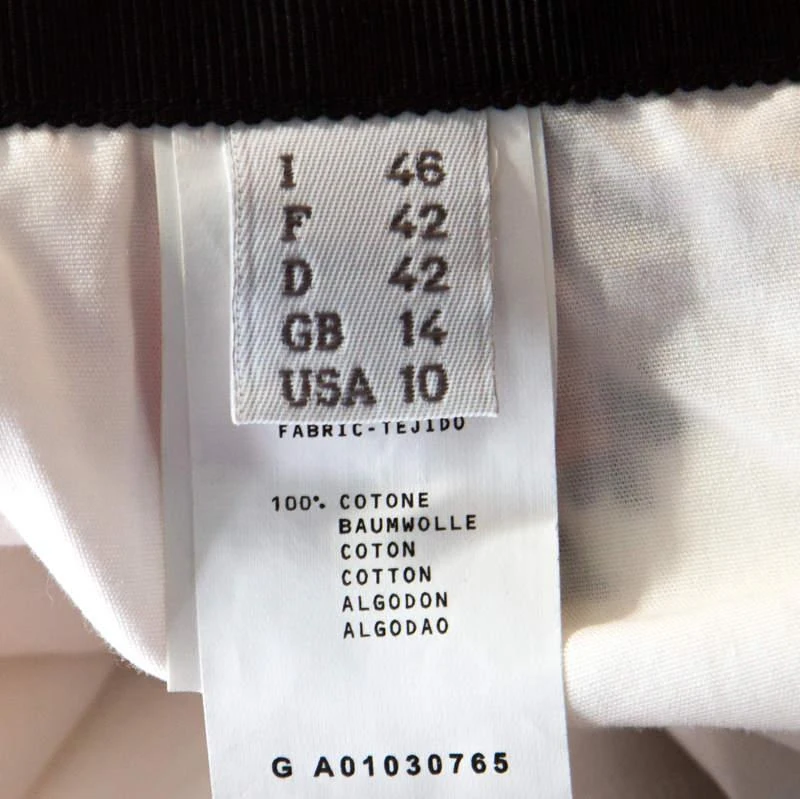 I 46
F 42
D 42
GB 14
USA 10
FABRIC-TEJIDO
100% COTONE
BAUMWOLLE
COTON
COTTON
ALGODON
ALGODAO
G A01030765